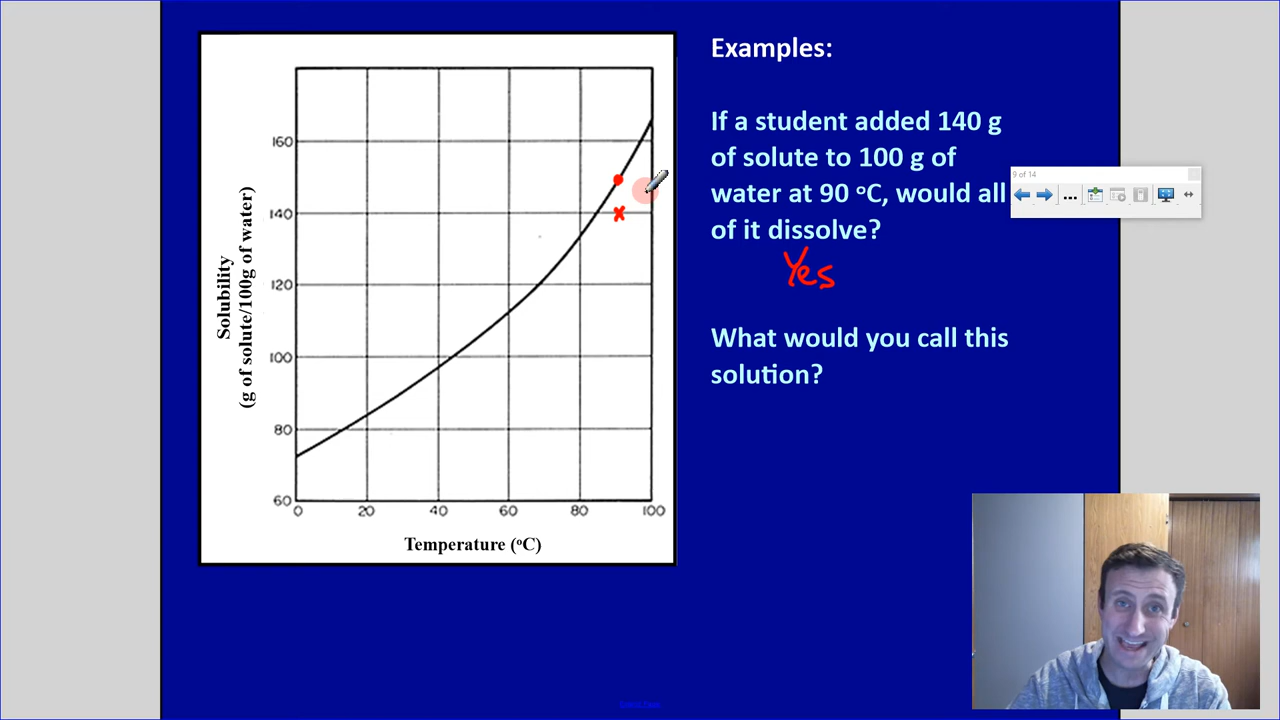 Examples:
If a student added 140 g
of solute to 100 g of
water at 90 °C, would all
of it dissolve?
Yes
What would you call this
solution?
9 of 14
...
Solubility
(g of solute/100g of water)
160
140
120
100
80
60
0 20 40 60 80 100
Temperature (°C)